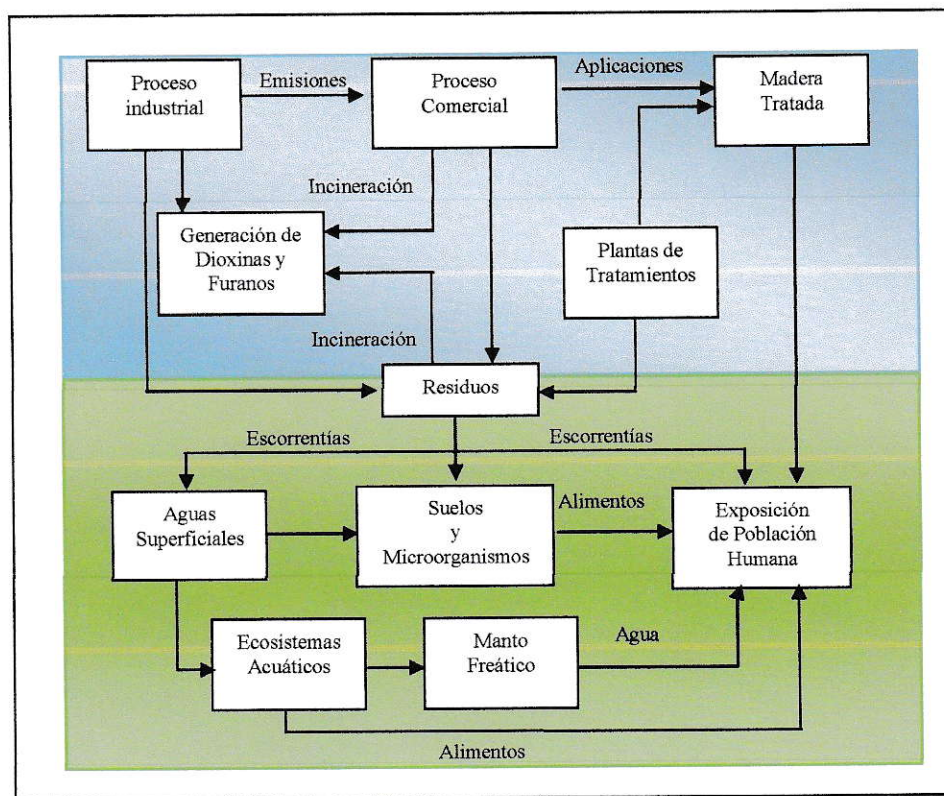 Proceso
industrial
Emisiones
Proceso
Comercial
Aplicaciones
Madera
Tratada
Incineración
Generación de
Dioxinas y
Furanos
Plantas de
Tratamientos
Incineración
Residuos
Escorrentías
Escorrentías
Aguas
Superficiales
Suelos
y
Microorganismos
Alimentos
Exposición
de Población
Humana
Ecosistemas
Acuáticos
Manto
Freático
Agua
Alimentos